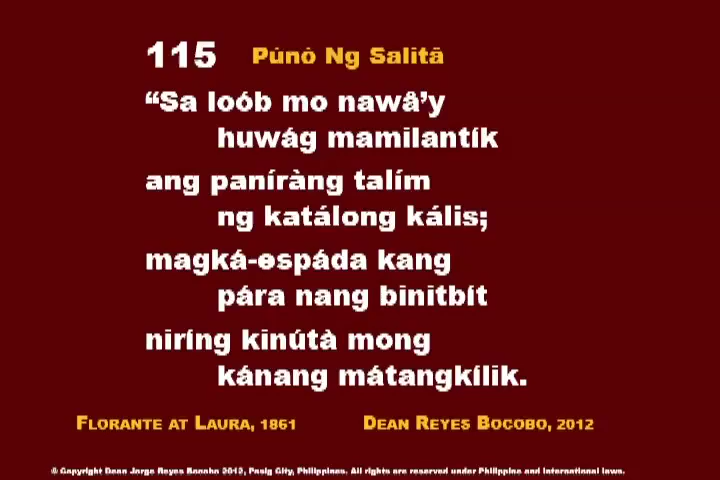 115 Púnò Ng Salitâ
“Sa loób mo nawâ’y
huwág mamilantík
ang paníràng talím
ng katálong kális;
magká-espáda kang
pára nang binitbít
niríng kinútà mong
kánang mátangkílik.
FLORANTE AT LAURA, 1861 DEAN REYES BOCOBO, 2012
© Copyright Dean Jorge Reyes Bocobo 2012, Pasig City, Philippines. All rights are reserved under Philippine and international laws.